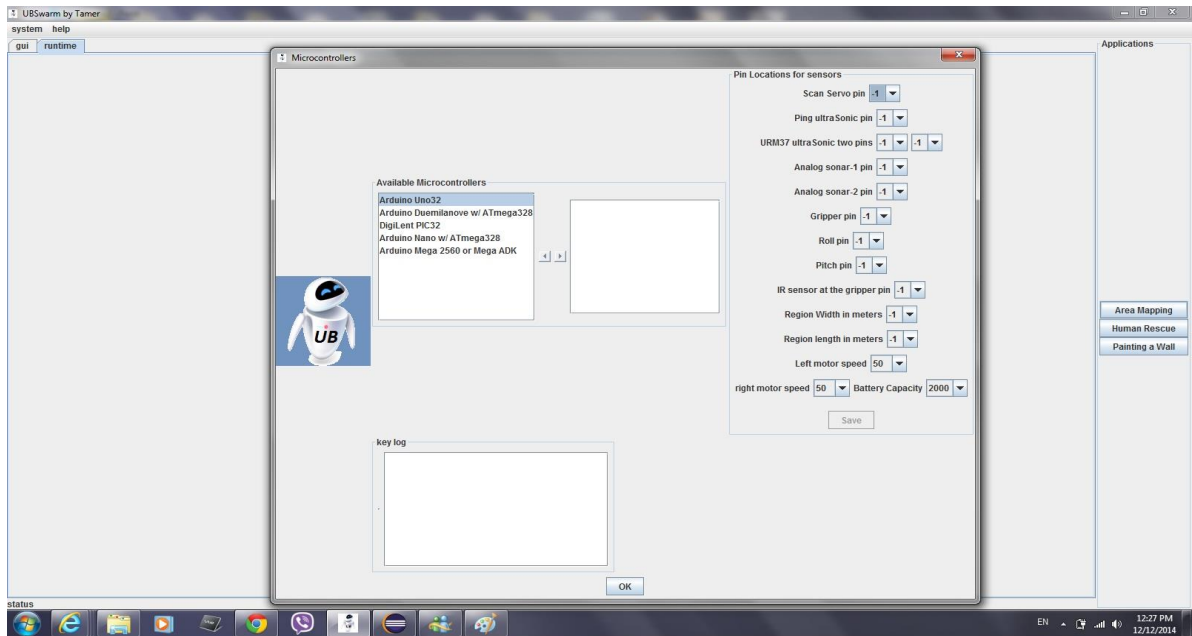 UBSwarm by Tamer
system help
gui runtime
Applications
Microcontrollers
Pin Locations for sensors
Scan Servo pin -1
Ping ultraSonic pin -1
URM37 ultraSonic two pins -1 -1
Analog sonar-1 pin -1
Analog sonar-2 pin -1
Gripper pin -1
Roll pin -1
Pitch pin -1
IR sensor at the gripper pin -1
Region Width in meters -1
Region length in meters -1
Left motor speed 50
right motor speed 50 Battery Capacity 2000
Save
Available Microcontrollers
Arduino Uno32
Arduino Duemilanove w/ ATmega328
DigiLent PIC32
Arduino Nano w/ ATmega328
Arduino Mega 2560 or Mega ADK
UB
key log
OK
Area Mapping
Human Rescue
Painting a Wall
status
EN
12:27 PM
12/12/2014